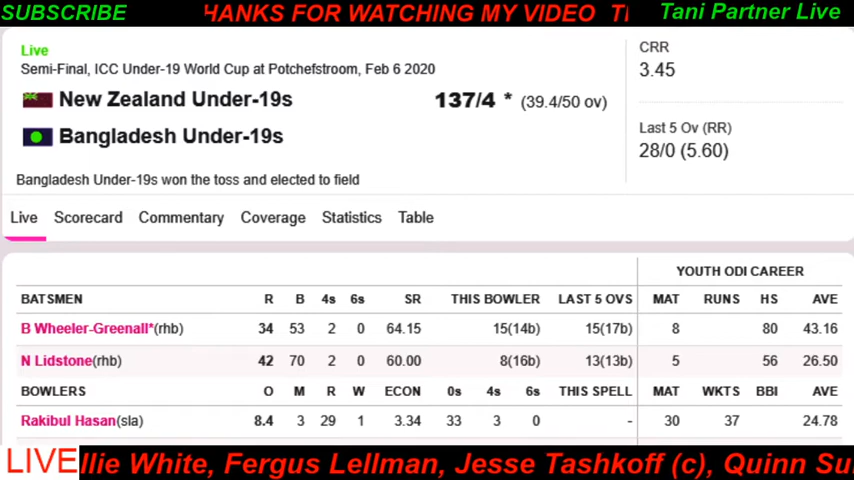 SUBSCRIBE HANKS FOR WATCHING MY VIDEO Tani Partner Live
Live
Semi-Final, ICC Under-19 World Cup at Potchefstroom, Feb 6 2020
New Zealand Under-19s 137/4 * (39.4/50 ov)
Bangladesh Under-19s
Bangladesh Under-19s won the toss and elected to field
CRR
3.45
Last 5 Ov (RR)
28/0 (5.60)
Live Scorecard Commentary Coverage Statistics Table
YOUTH ODI CAREER
BATSMEN R B 4s 6s SR THIS BOWLER LAST 5 OVS MAT RUNS HS AVE
B Wheeler-Greenall*(rhb) 34 53 2 0 64.15 15(14b) 15(17b) 8 80 43.16
N Lidstone(rhb) 42 70 2 0 60.00 8(16b) 13(13b) 5 56 26.50
BOWLERS O M R W ECON 0s 4s 6s THIS SPELL MAT WKTS BBI AVE
Rakibul Hasan(sla) 8.4 3 29 1 3.34 33 3 0 - 30 37 24.78
LIVE llie White, Fergus Lellman, Jesse Tashkoff (c), Quinn Su